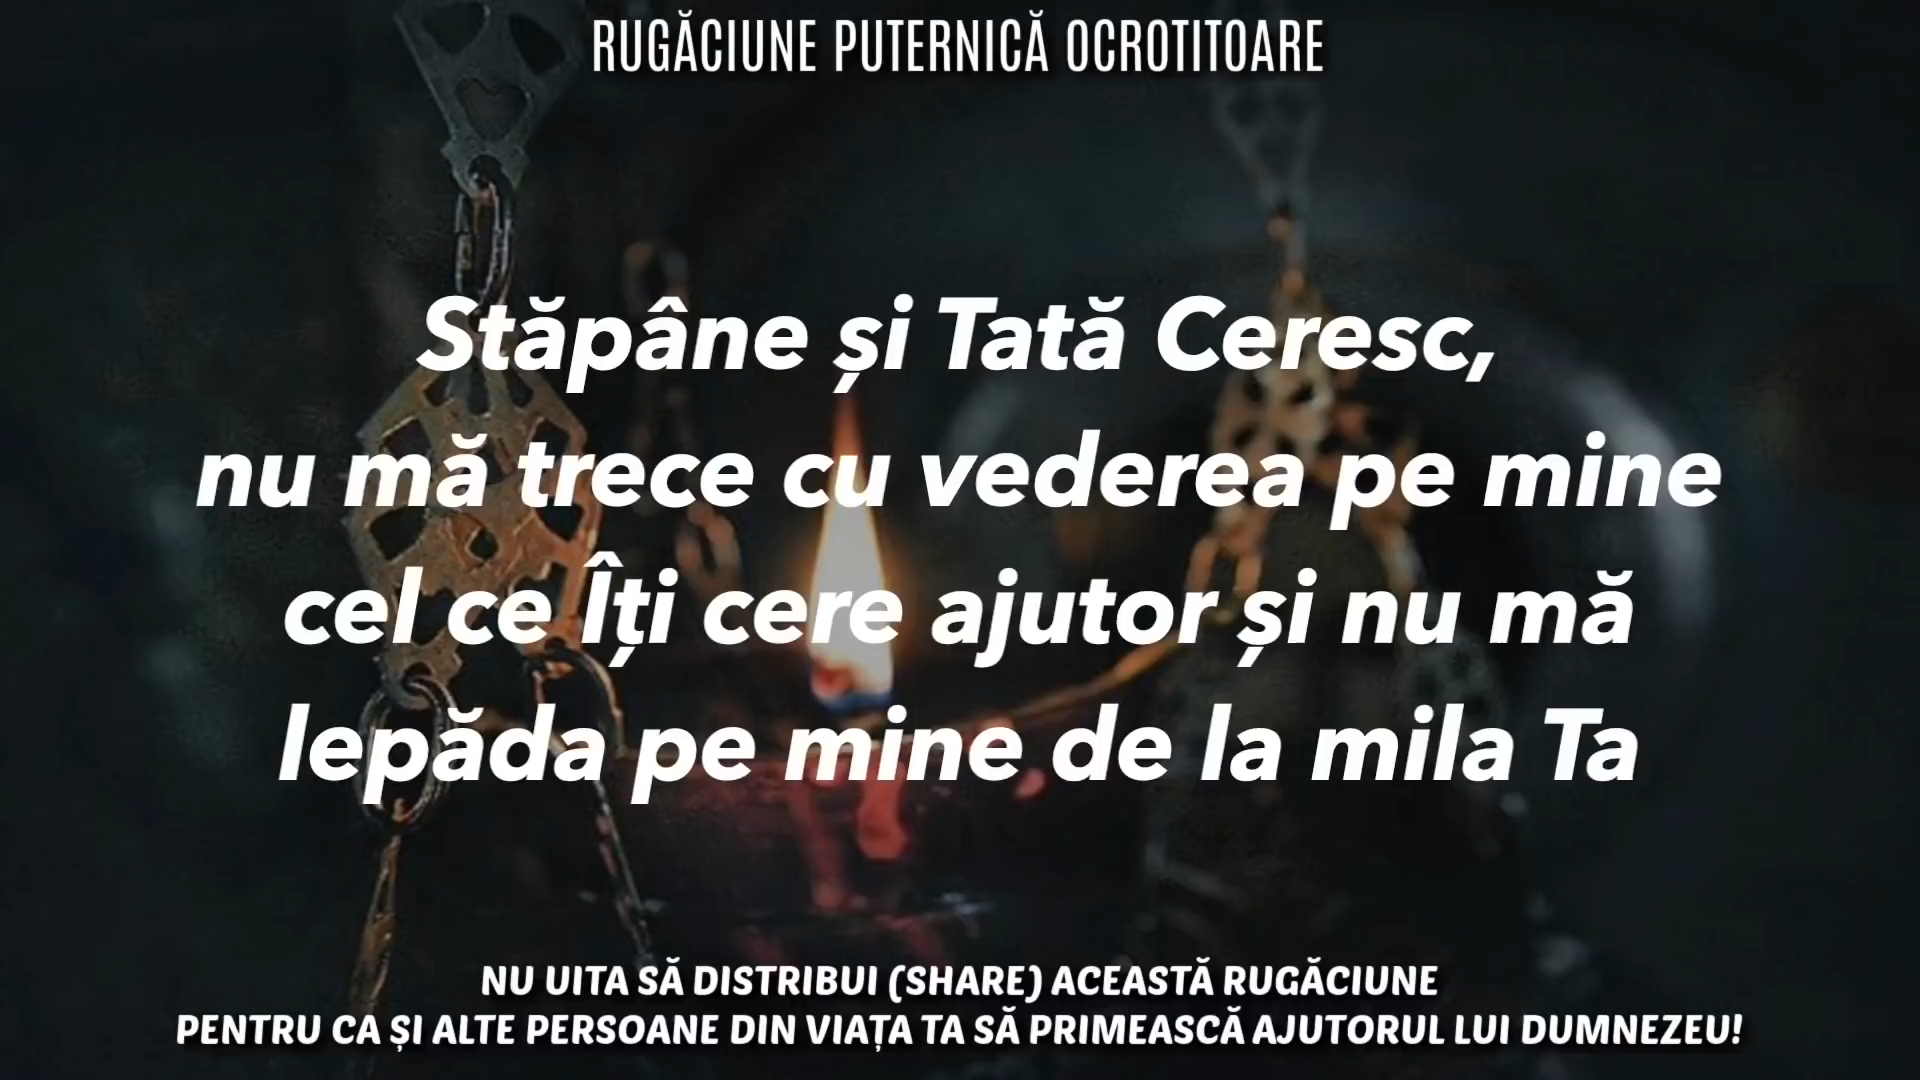 RUGĂCIUNE PUTERNICĂ OCROTITOARE
Stăpâne și Tată Ceresc,
nu mă trece cu vederea pe mine
cel ce Îți cere ajutor și nu mă
lepăda pe mine de la mila Ta
NU UITA SĂ DISTRIBUI (SHARE) ACEASTĂ RUGĂCIUNE
PENTRU CA ȘI ALTE PERSOANE DIN VIAȚA TA SĂ PRIMEASCĂ AJUTORUL LUI DUMNEZEU!